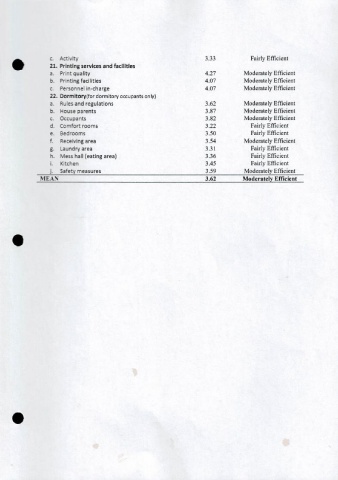 c. Activity 3.33 Fairly Efficient
21. Printing services and facilities
a. Print quality 4.27 Moderately Efficient
b. Printing facilities 4.07 Moderately Efficient
c. Personnel in-charge 4.07 Moderately Efficient
22. Dormitory (for dormitory occupants only)
a. Rules and regulations 3.62 Moderately Efficient
b. House parents 3.87 Moderately Efficient
c. Occupants 3.82 Moderately Efficient
d. Comfort rooms 3.22 Fairly Efficient
e. Bedrooms 3.50 Fairly Efficient
f. Receiving area 3.54 Moderately Efficient
g. Laundry area 3.31 Fairly Efficient
h. Mess hall (eating area) 3.36 Fairly Efficient
i. Kitchen 3.45 Fairly Efficient
j. Safety measures 3.59 Moderately Efficient
MEAN 3.62 Moderately Efficient